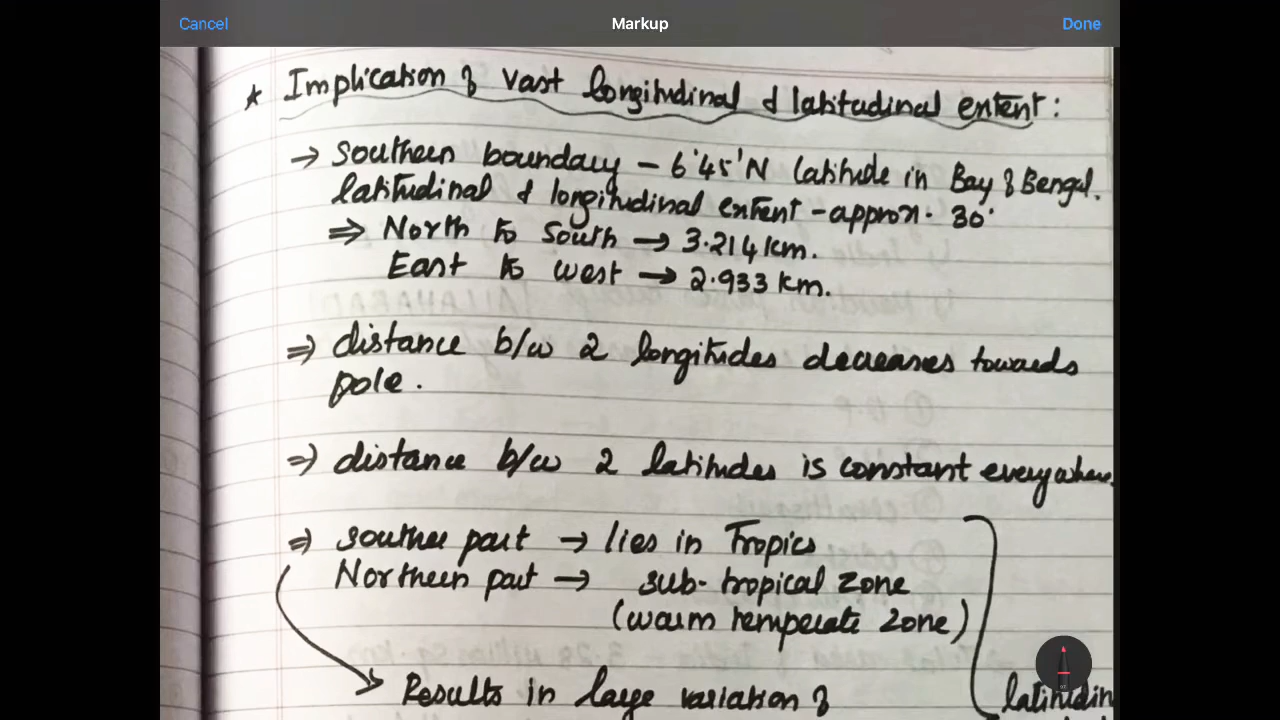 Cancel
Markup
Done
★ Implication of vast longitudinal & latitudinal extent :
→ Southern boundary – 6°45'N latitude in Bay of Bengal.
latitudinal & longitudinal extent – approx. 30°
⇒ North to South → 3.214 km.
East to west → 2.933 km.
⇒ distance b/w 2 longitudes decreases towards
pole.
⇒ distance b/w 2 latitudes is constant everywhere.
⇒ Souther part → lies in Tropics
Northern part → sub-tropical zone
(warm temperate zone)
Results in large variation of
latitudin